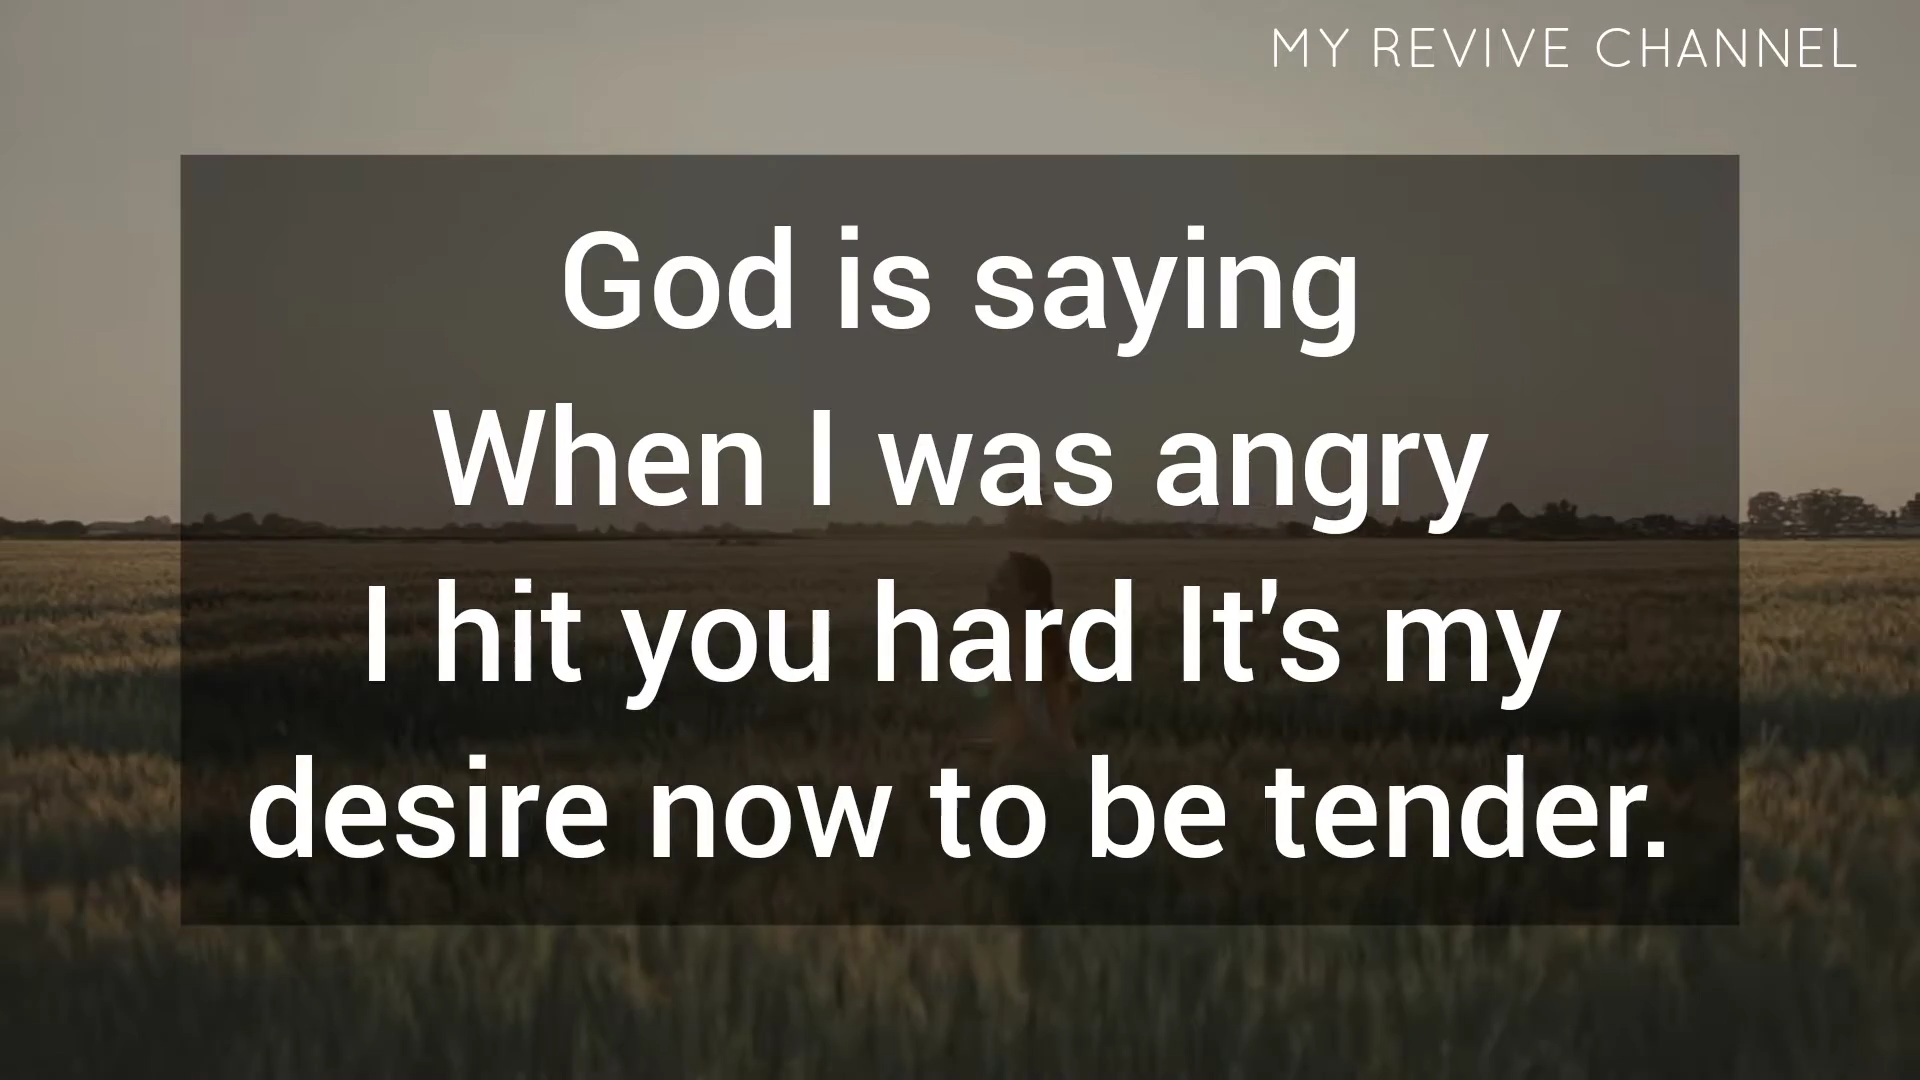 MY REVIVE CHANNEL
God is saying
When I was angry
I hit you hard It's my
desire now to be tender.